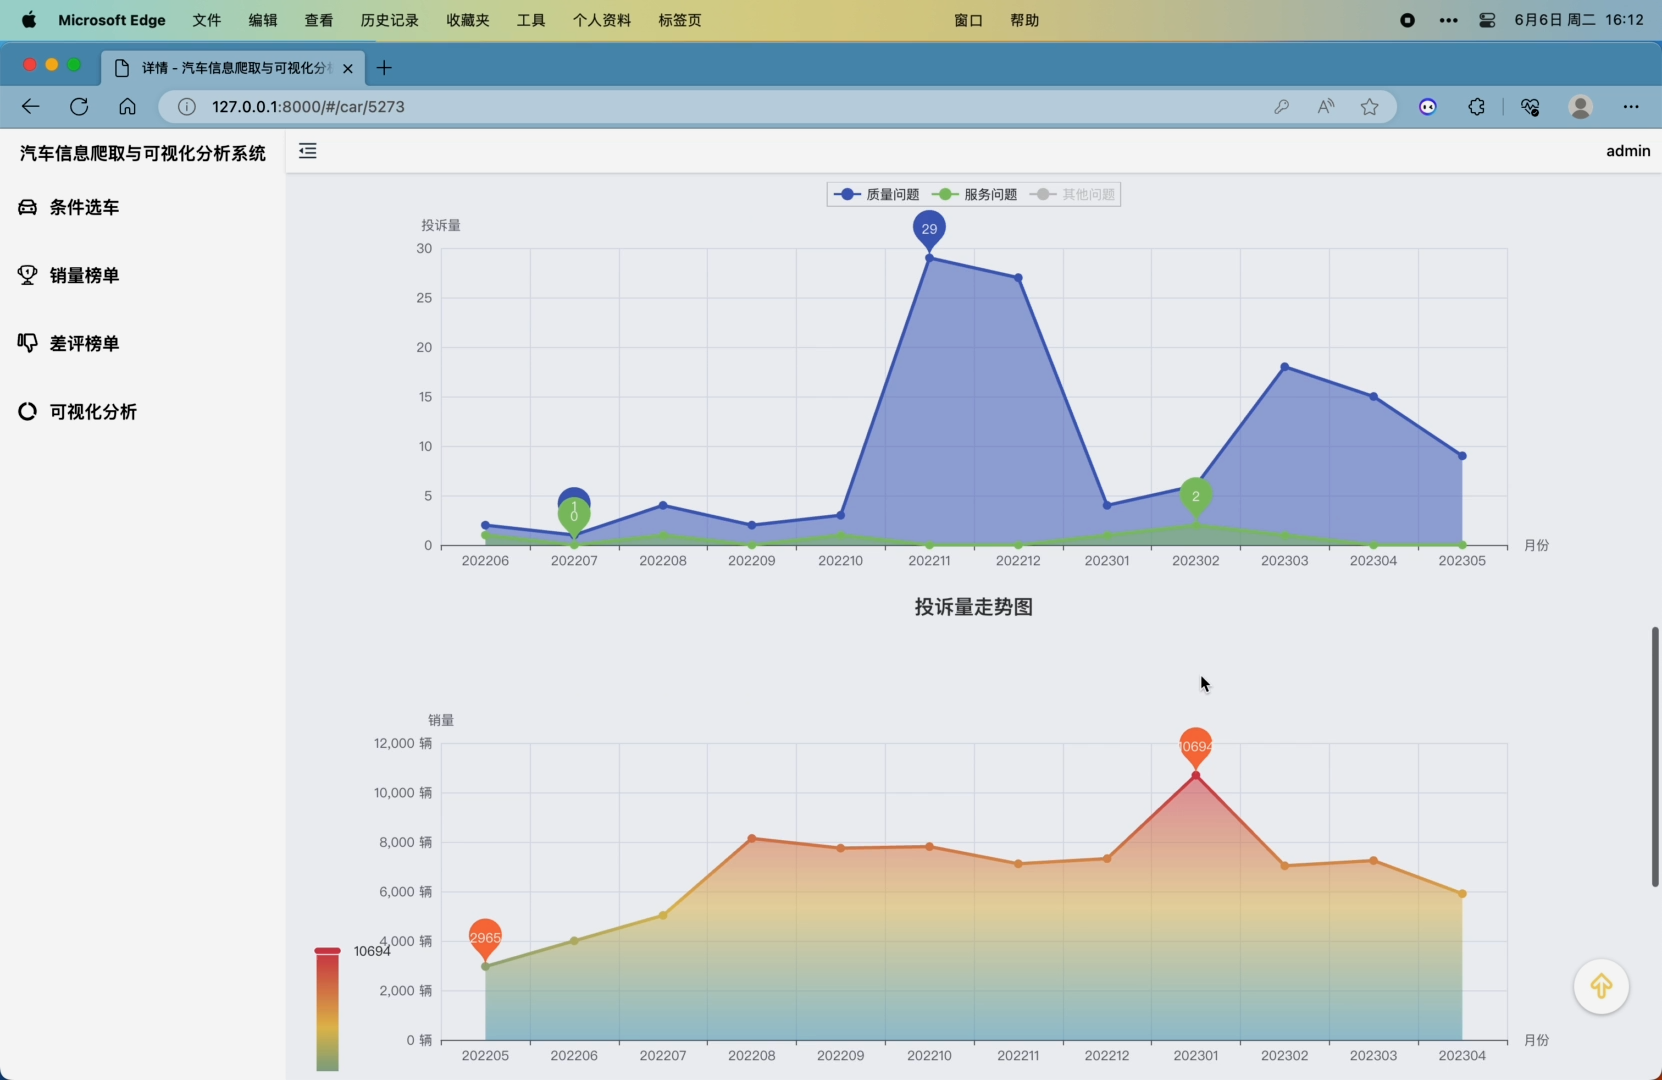 Microsoft Edge 文件 编辑 查看 历史记录 收藏夹 工具 个人资料 标签页 窗口 帮助 6月6日 周二 16:12
详情 - 汽车信息爬取与可视化分
127.0.0.1:8000/#/car/5273
汽车信息爬取与可视化分析系统
admin
条件选车
销量榜单
差评榜单
可视化分析
质量问题 服务问题 其他问题
投诉量
29
30
25
20
15
10
5
0
1
0
2
202206 202207 202208 202209 202210 202211 202212 202301 202302 202303 202304 202305
月份
投诉量走势图
销量
12,000 辆
10,000 辆
8,000 辆
6,000 辆
4,000 辆
2,000 辆
0 辆
10694
2965
10694
202205 202206 202207 202208 202209 202210 202211 202212 202301 202302 202303 202304
月份